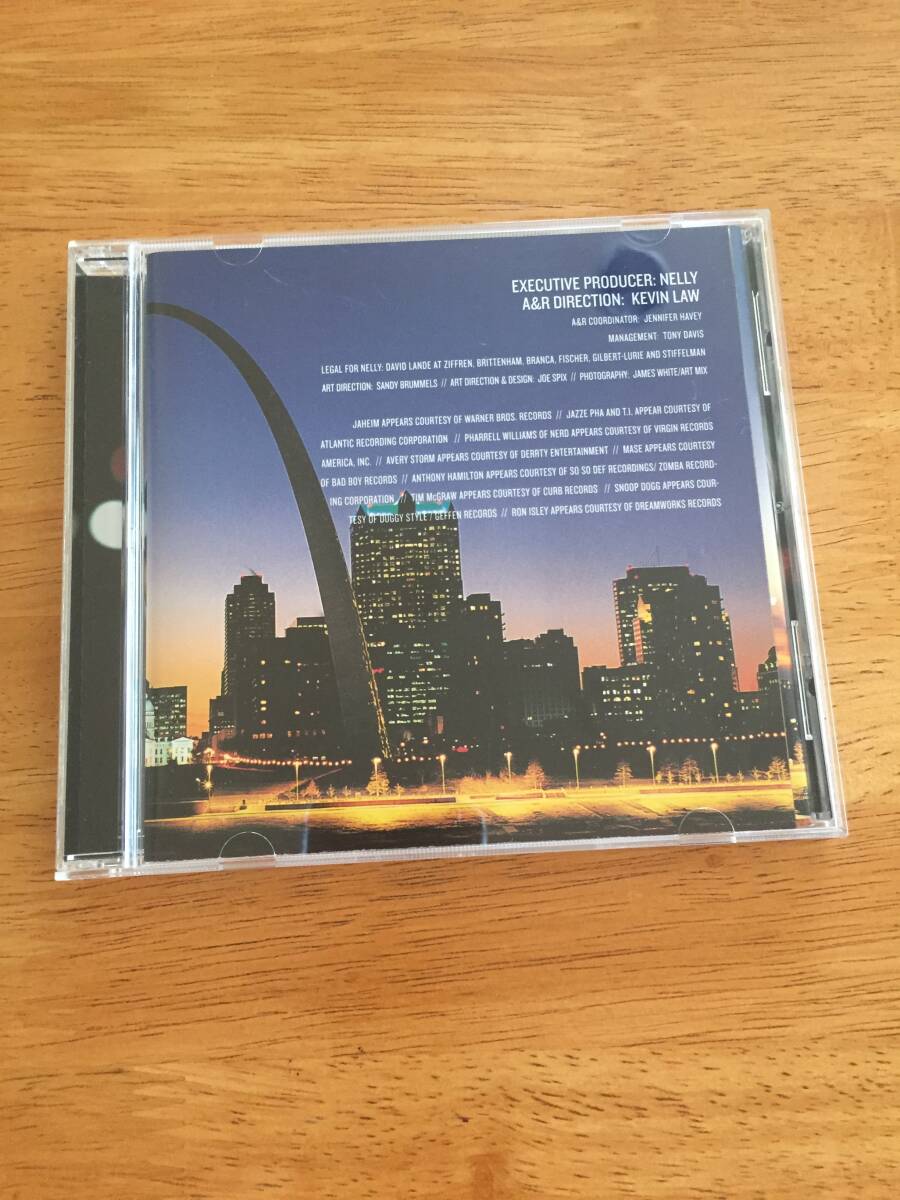 EXECUTIVE PRODUCER: NELLY
A&R DIRECTION: KEVIN LAW
A&R COORDINATOR: JENNIFER HAVEY
MANAGEMENT: TONY DAVIS
LEGAL FOR NELLY: DAVID LANDE AT ZIFFREN, BRITTENHAM, BRANCA, FISCHER, GILBERT-LURIE AND STIFFELMAN
ART DIRECTION: SANDY BRUMMELS // ART DIRECTION & DESIGN: JOE SPIX // PHOTOGRAPHY: JAMES WHITE/ART MIX
JAHEIM APPEARS COURTESY OF WARNER BROS. RECORDS // JAZZE PHA AND T.I. APPEAR COURTESY OF
ATLANTIC RECORDING CORPORATION // PHARRELL WILLIAMS OF NERD APPEARS COURTESY OF VIRGIN RECORDS
AMERICA, INC. // AVERY STORM APPEARS COURTESY OF DERRTY ENTERTAINMENT // MASE APPEARS COURTESY
OF BAD BOY RECORDS // ANTHONY HAMILTON APPEARS COURTESY OF SO SO DEF RECORDINGS/ ZOMBA RECORD-
ING CORPORATION // TIM McGRAW APPEARS COURTESY OF CURB RECORDS // SNOOP DOGG APPEARS COUR-
TESY OF DOGGY STYLE / GEFFEN RECORDS // RON ISLEY APPEARS COURTESY OF DREAMWORKS RECORDS